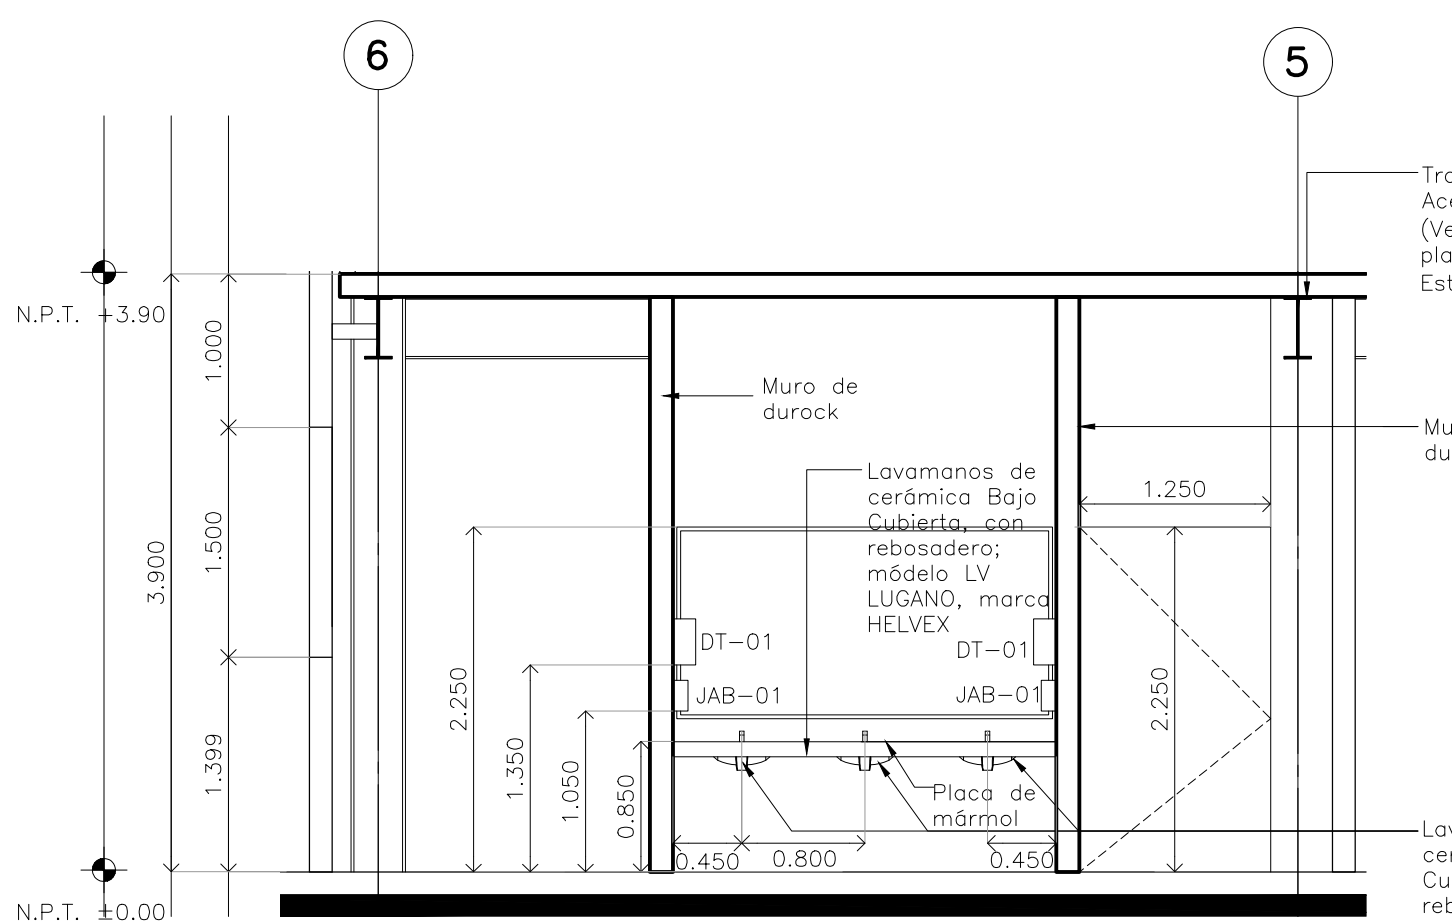 6
5
N.P.T. +3.90
3.900
1.000
1.500
1.399
Muro de
durock
Lavamanos de
cerámica Bajo
Cubierta, con
rebosadero;
módelo LV
LUGANO, marca
HELVEX
1.250
DT-01
DT-01
JAB-01
JAB-01
2.250
1.350
1.050
0.850
2.250
Placa de
mármol
0.450
0.800
0.450
N.P.T. ±0.00